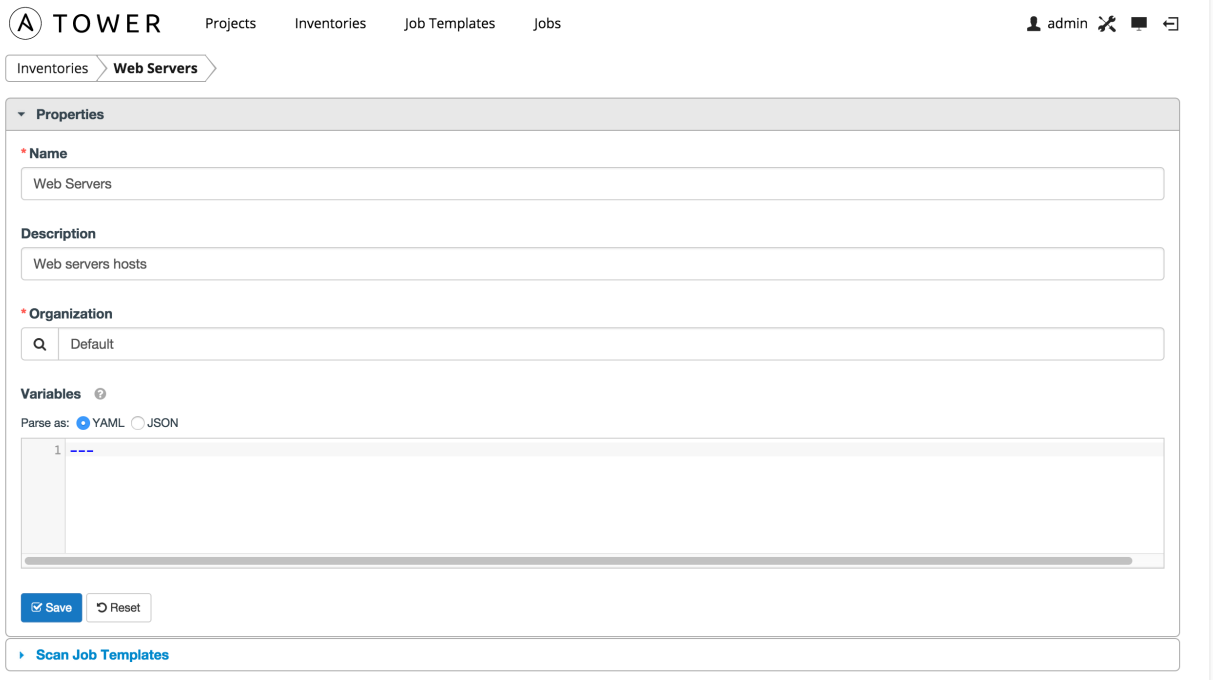 A TOWER Projects Inventories Job Templates Jobs admin
Inventories Web Servers
Properties
* Name
Web Servers
Description
Web servers hosts
* Organization
Default
Variables ?
Parse as: YAML JSON
1 ---
Save Reset
Scan Job Templates